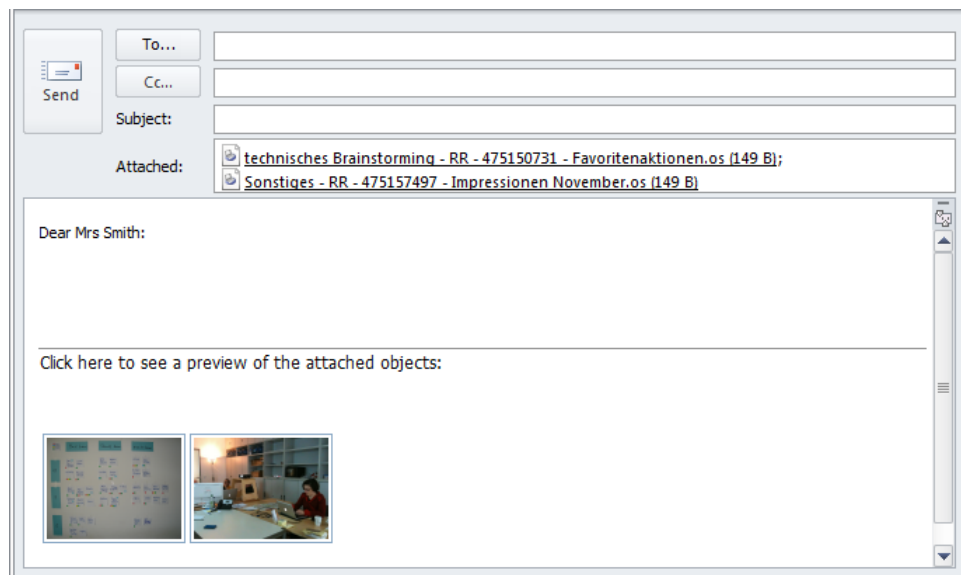 To...
Cc...
Send
Subject:
Attached:
technisches Brainstorming - RR - 475150731 - Favoritenaktionen.os (149 B);
Sonstiges - RR - 475157497 - Impressionen November.os (149 B)
Dear Mrs Smith:
Click here to see a preview of the attached objects: